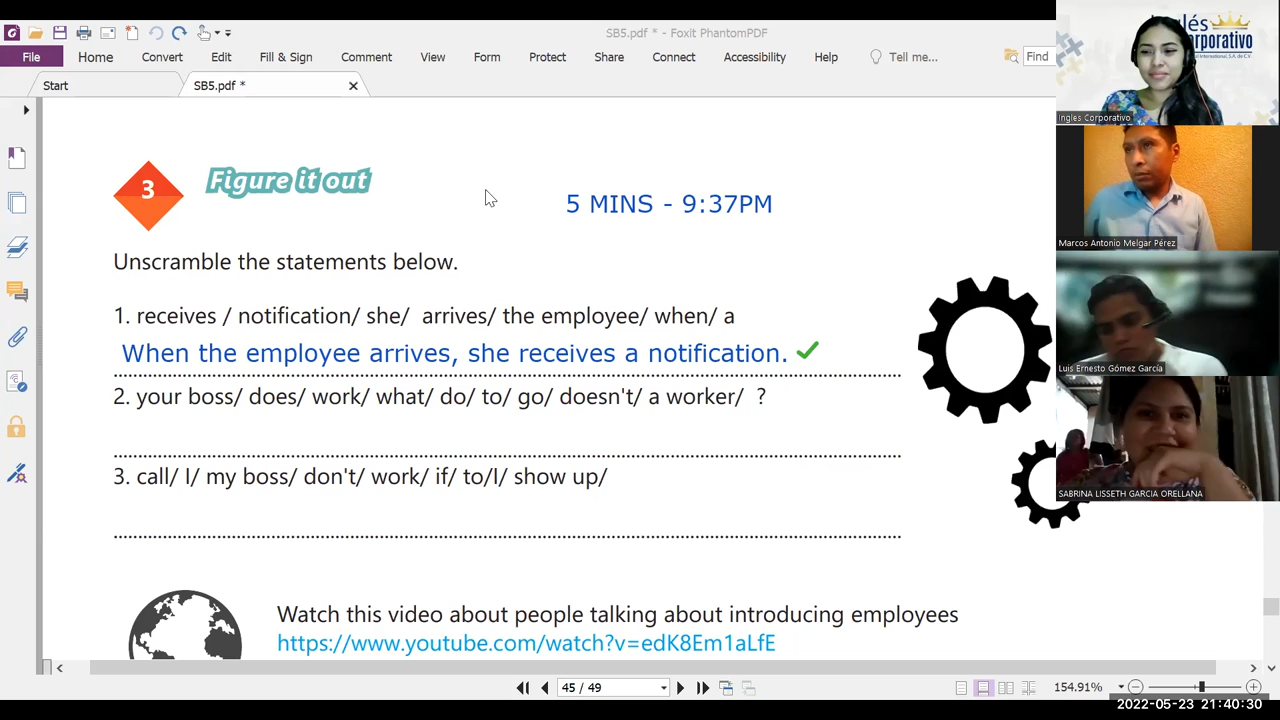 SB5.pdf * - Foxit PhantomPDF
File Home Convert Edit Fill & Sign Comment View Form Protect Share Connect Accessibility Help Tell me... Find
Start SB5.pdf *
Inglés
Corporativo
Ingles Corporativo
3 Figure it out
5 MINS - 9:37PM
Marcos Antonio Melgar Pérez
Unscramble the statements below.
1. receives / notification/ she/ arrives/ the employee/ when/ a
When the employee arrives, she receives a notification.
Luis Ernesto Gómez García
2. your boss/ does/ work/ what/ do/ to/ go/ doesn't/ a worker/ ?
3. call/ I/ my boss/ don't/ work/ if/ to/I/ show up/
SABRINA LISSETH GARCIA ORELLANA
Watch this video about people talking about introducing employees
https://www.youtube.com/watch?v=edK8Em1aLfE
45 / 49
154.91%
2022-05-23 21:40:30